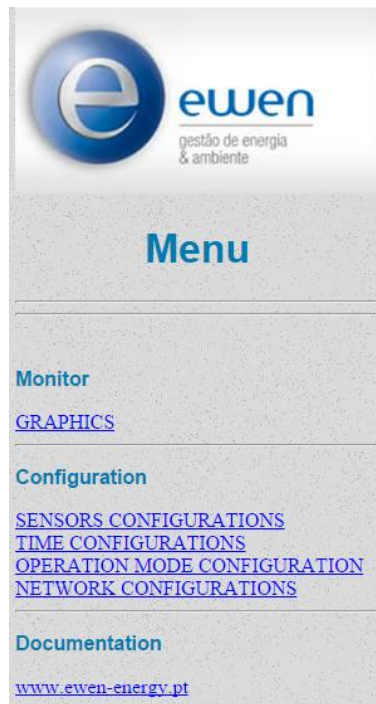 e
ewen
gestão de energia
& ambiente
Menu
Monitor
GRAPHICS
Configuration
SENSORS CONFIGURATIONS
TIME CONFIGURATIONS
OPERATION MODE CONFIGURATION
NETWORK CONFIGURATIONS
Documentation
www.ewen-energy.pt